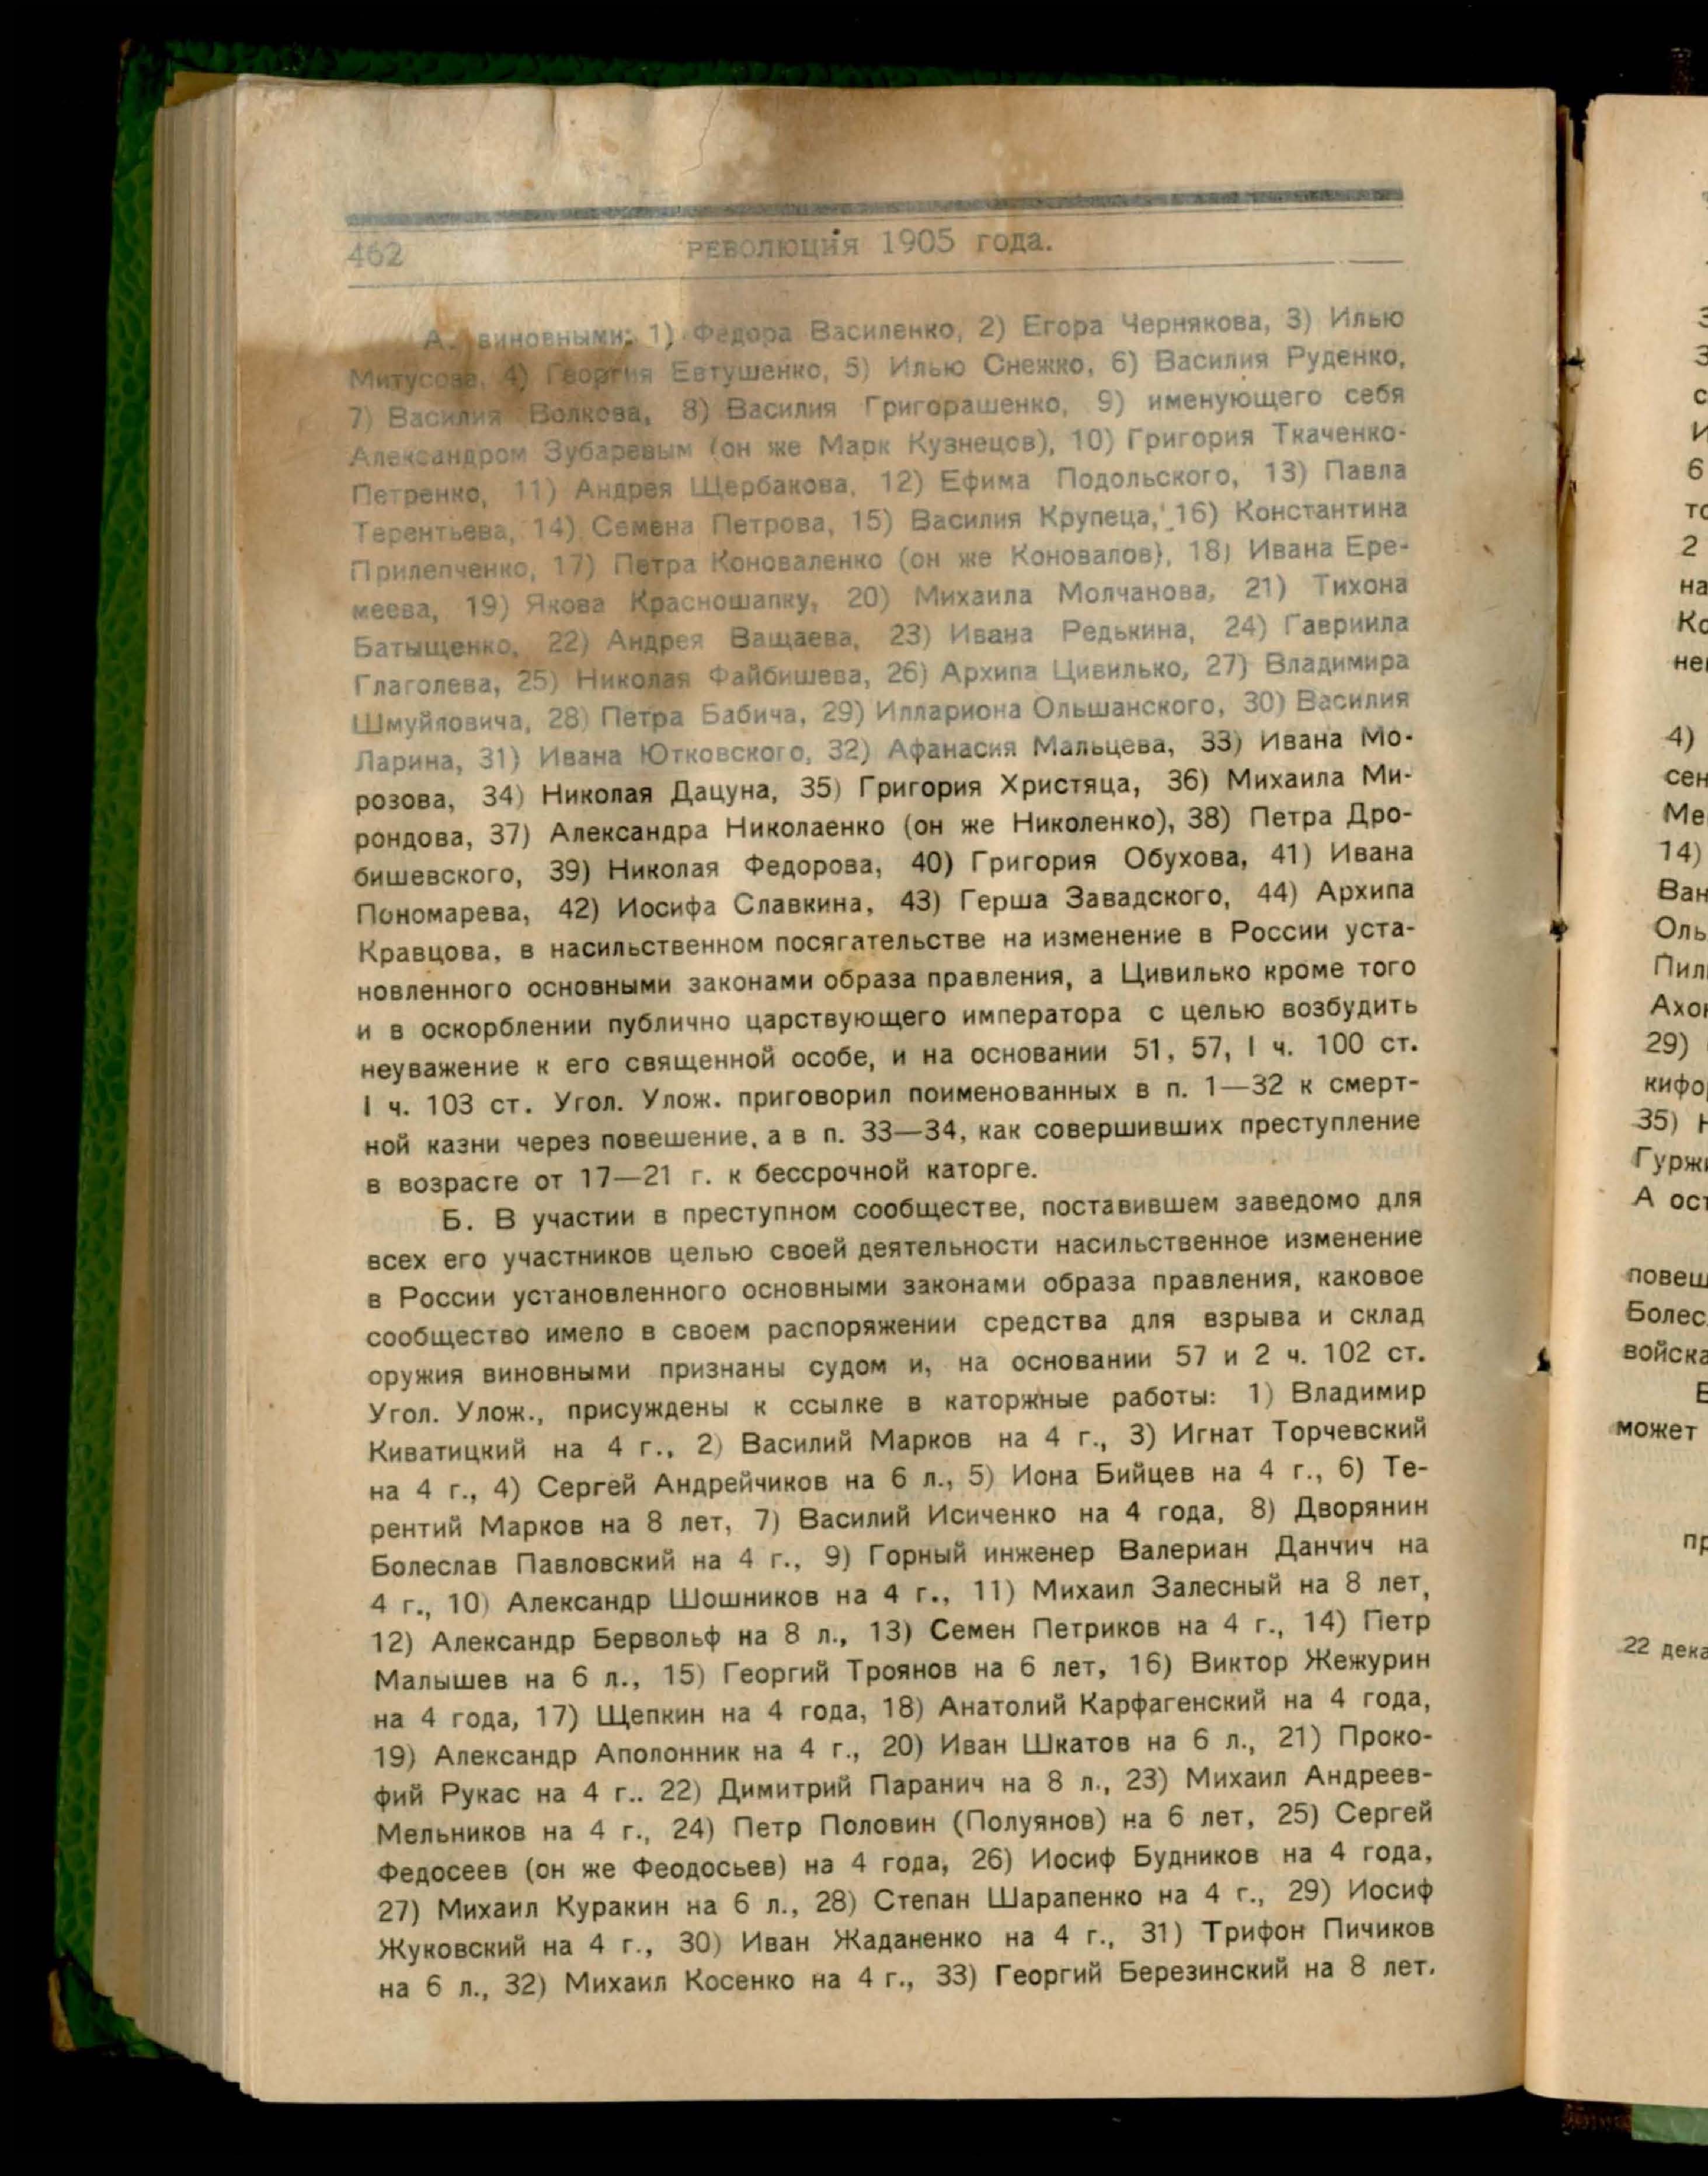 462
РЕВОЛЮЦИЯ 1905 года.
А. виновными: 1) Федора Василенко, 2) Егора Чернякова, 3) Илью
Митусова, 4) Георгия Евтушенко, 5) Илью Снежко, 6) Василия Руденко,
7) Василия Волкова, 8) Василия Григоращенко, 9) именующего себя
Александром Зубаревым (он же Марк Кузнецов), 10) Григория Ткаченко-
Петренко, 11) Андрея Щербакова, 12) Ефима Подольского, 13) Павла
Терентьева, 14) Семена Петрова, 15) Василия Крупеца, 16) Константина
Прилепченко, 17) Петра Коноваленко (он же Коновалов), 18) Ивана Ере-
меева, 19) Якова Красношапку, 20) Михаила Молчанова, 21) Тихона
Батыщенко, 22) Андрея Ващаева, 23) Ивана Редькина, 24) Гавриила
Глаголева, 25) Николая Файбишева, 26) Архипа Цивилько, 27) Владимира
Шмуйловича, 28) Петра Бабича, 29) Иллариона Ольшанского, 30) Василия
Ларина, 31) Ивана Ютковского, 32) Афанасия Мальцева, 33) Ивана Мо-
розова, 34) Николая Дацуна, 35) Григория Христяца, 36) Михаила Ми-
рондова, 37) Александра Николаенко (он же Николенко), 38) Петра Дро-
бишевского, 39) Николая Федорова, 40) Григория Обухова, 41) Ивана
Пономарева, 42) Иосифа Славкина, 43) Герша Завадского, 44) Архипа
Кравцова, в насильственном посягательстве на изменение в России уста-
новленного основными законами образа правления, а Цивилько кроме того
и в оскорблении публично царствующего императора с целью возбудить
неуважение к его священной особе, и на основании 51, 57, I ч. 100 ст.
I ч. 103 ст. Угол. Улож. приговорил поименованных в п. 1—32 к смерт-
ной казни через повешение, а в п. 33—34, как совершивших преступление
в возрасте от 17—21 г. к бессрочной каторге.
Б. В участии в преступном сообществе, поставившем заведомо для
всех его участников целью своей деятельности насильственное изменение
в России установленного основными законами образа правления, каковое
сообщество имело в своем распоряжении средства для взрыва и склад
оружия виновными признаны судом и, на основании 57 и 2 ч. 102 ст.
Угол. Улож., присуждены к ссылке в каторжные работы: 1) Владимир
Киватицкий на 4 г., 2) Василий Марков на 4 г., 3) Игнат Торчевский
на 4 г., 4) Сергей Андрейчиков на 6 л., 5) Иона Бийцев на 4 г., 6) Те-
рентий Марков на 8 лет, 7) Василий Исиченко на 4 года, 8) Дворянин
Болеслав Павловский на 4 г., 9) Горный инженер Валериан Данчич на
4 г., 10) Александр Шошников на 4 г., 11) Михаил Залесный на 8 лет,
12) Александр Бервольф на 8 л., 13) Семен Петриков на 4 г., 14) Петр
Малышев на 6 л., 15) Георгий Троянов на 6 лет, 16) Виктор Жежурин
на 4 года, 17) Щепкин на 4 года, 18) Анатолий Карфагенский на 4 года,
19) Александр Аполонник на 4 г., 20) Иван Шкатов на 6 л., 21) Проко-
фий Рукас на 4 г.. 22) Димитрий Паранич на 8 л., 23) Михаил Андреев-
Мельников на 4 г., 24) Петр Половин (Полуянов) на 6 лет, 25) Сергей
Федосеев (он же Феодосьев) на 4 года, 26) Иосиф Будников на 4 года,
27) Михаил Куракин на 6 л., 28) Степан Шарапенко на 4 г., 29) Иосиф
Жуковский на 4 г., 30) Иван Жаданенко на 4 г., 31) Трифон Пичиков
на 6 л., 32) Михаил Косенко на 4 г., 33) Георгий Березинский на 8 лет.
6
2
на
4)
14)
29)
35)
А
может
22